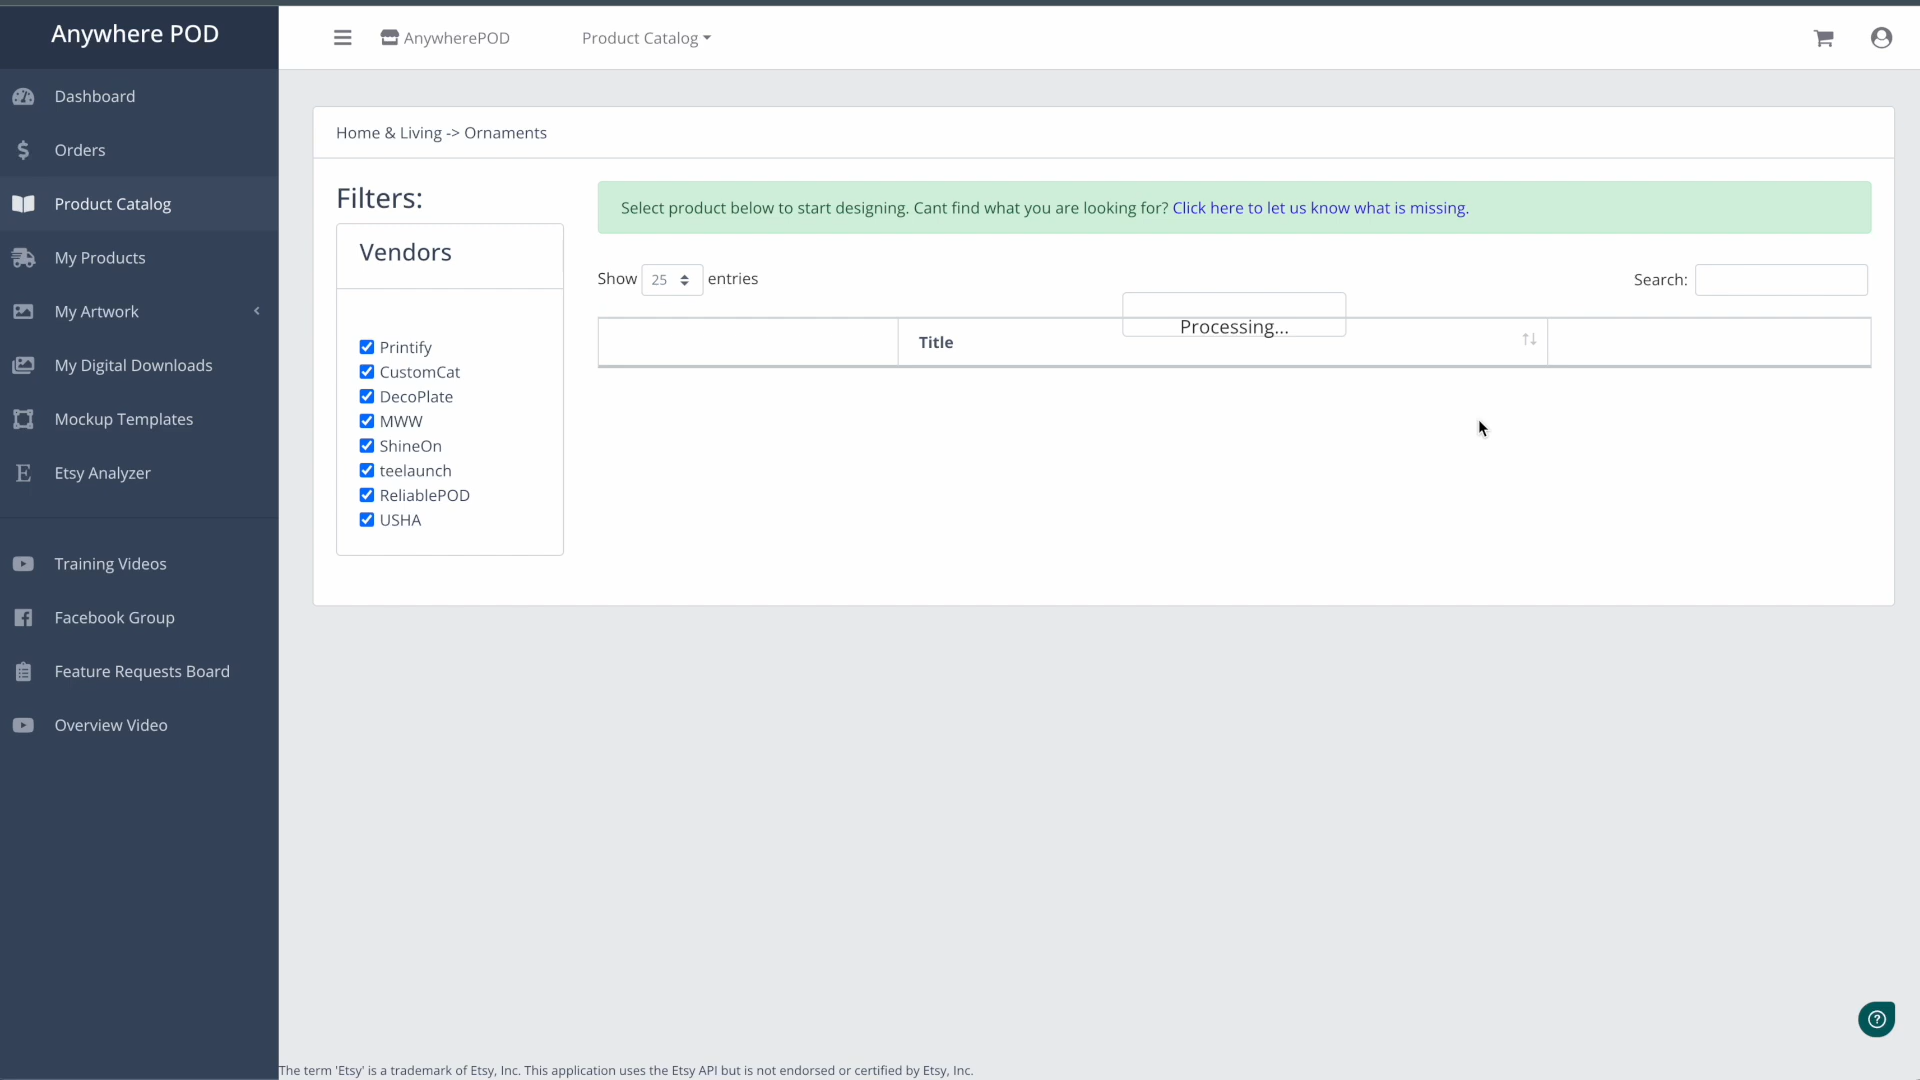 Anywhere POD
AnywherePOD
Product Catalog
Dashboard
Orders
Product Catalog
My Products
My Artwork
My Digital Downloads
Mockup Templates
Etsy Analyzer
Training Videos
Facebook Group
Feature Requests Board
Overview Video
Home & Living -> Ornaments
Filters:
Vendors
Printify
CustomCat
DecoPlate
MWW
ShineOn
teelaunch
ReliablePOD
USHA
Select product below to start designing. Cant find what you are looking for? Click here to let us know what is missing.
Show 25 entries
Search:
Processing...
Title
The term 'Etsy' is a trademark of Etsy, Inc. This application uses the Etsy API but is not endorsed or certified by Etsy, Inc.